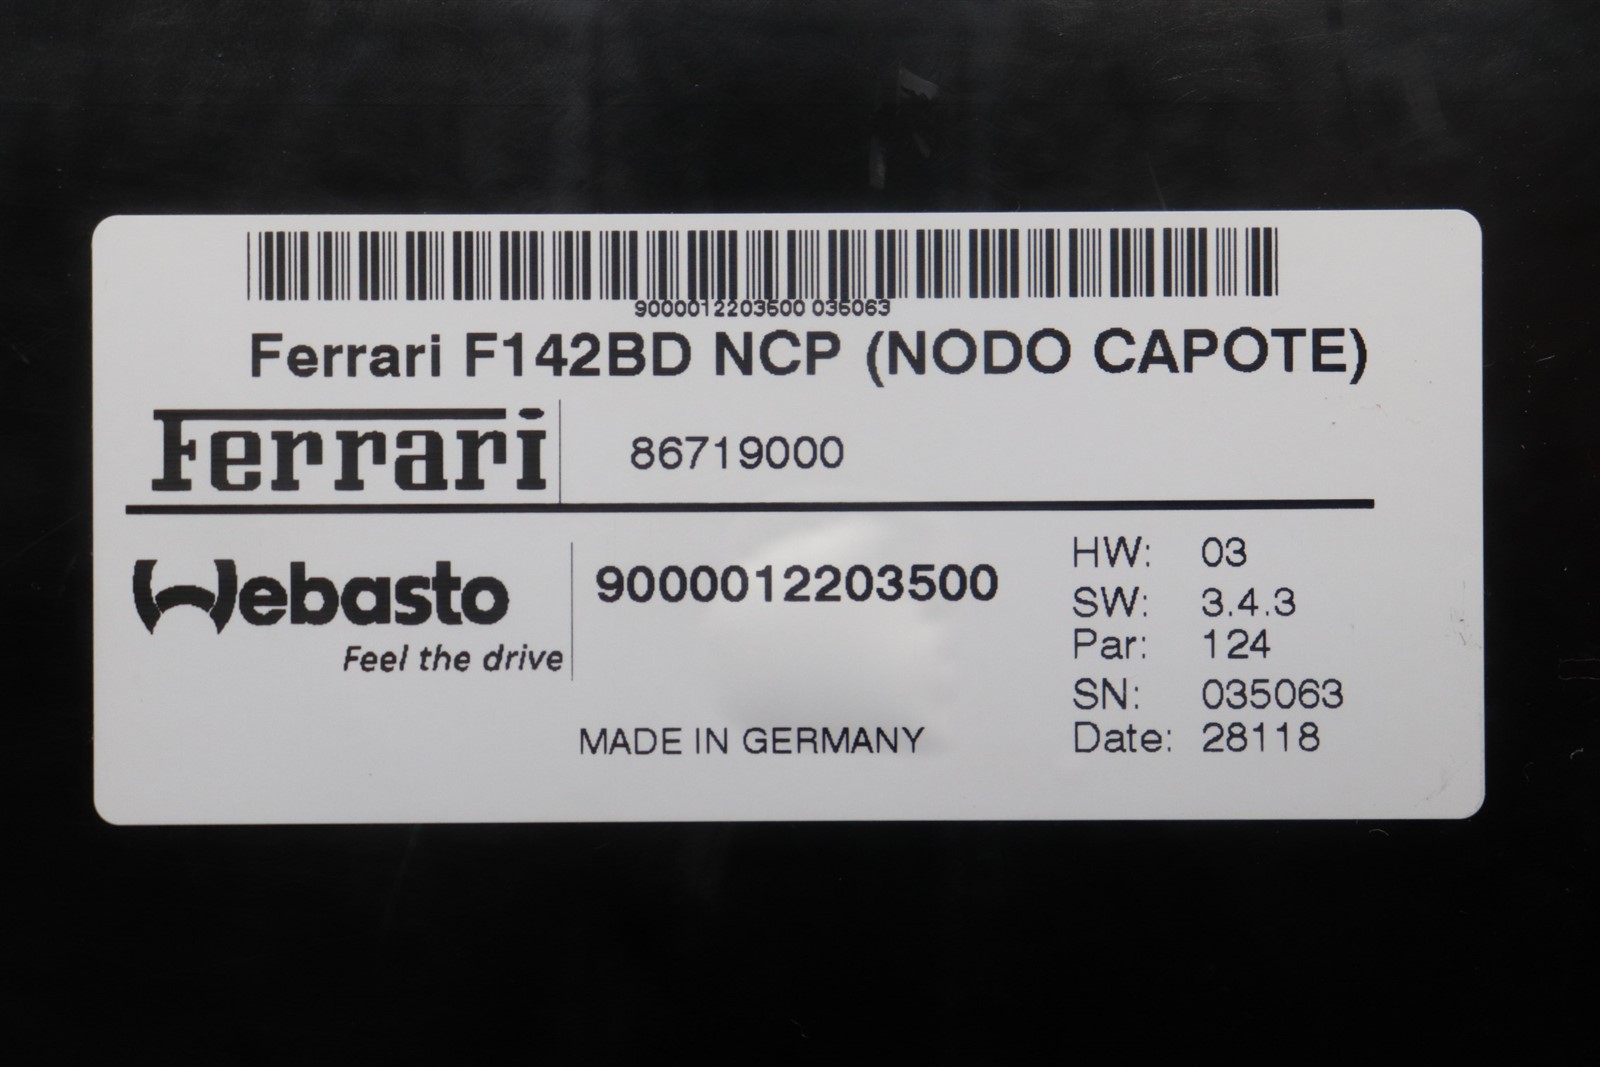 9000012203500 035063
Ferrari F142BD NCP (NODO CAPOTE)
Ferrari 86719000
Webasto 9000012203500
Feel the drive
MADE IN GERMANY
HW: 03
SW: 3.4.3
Par: 124
SN: 035063
Date: 28118